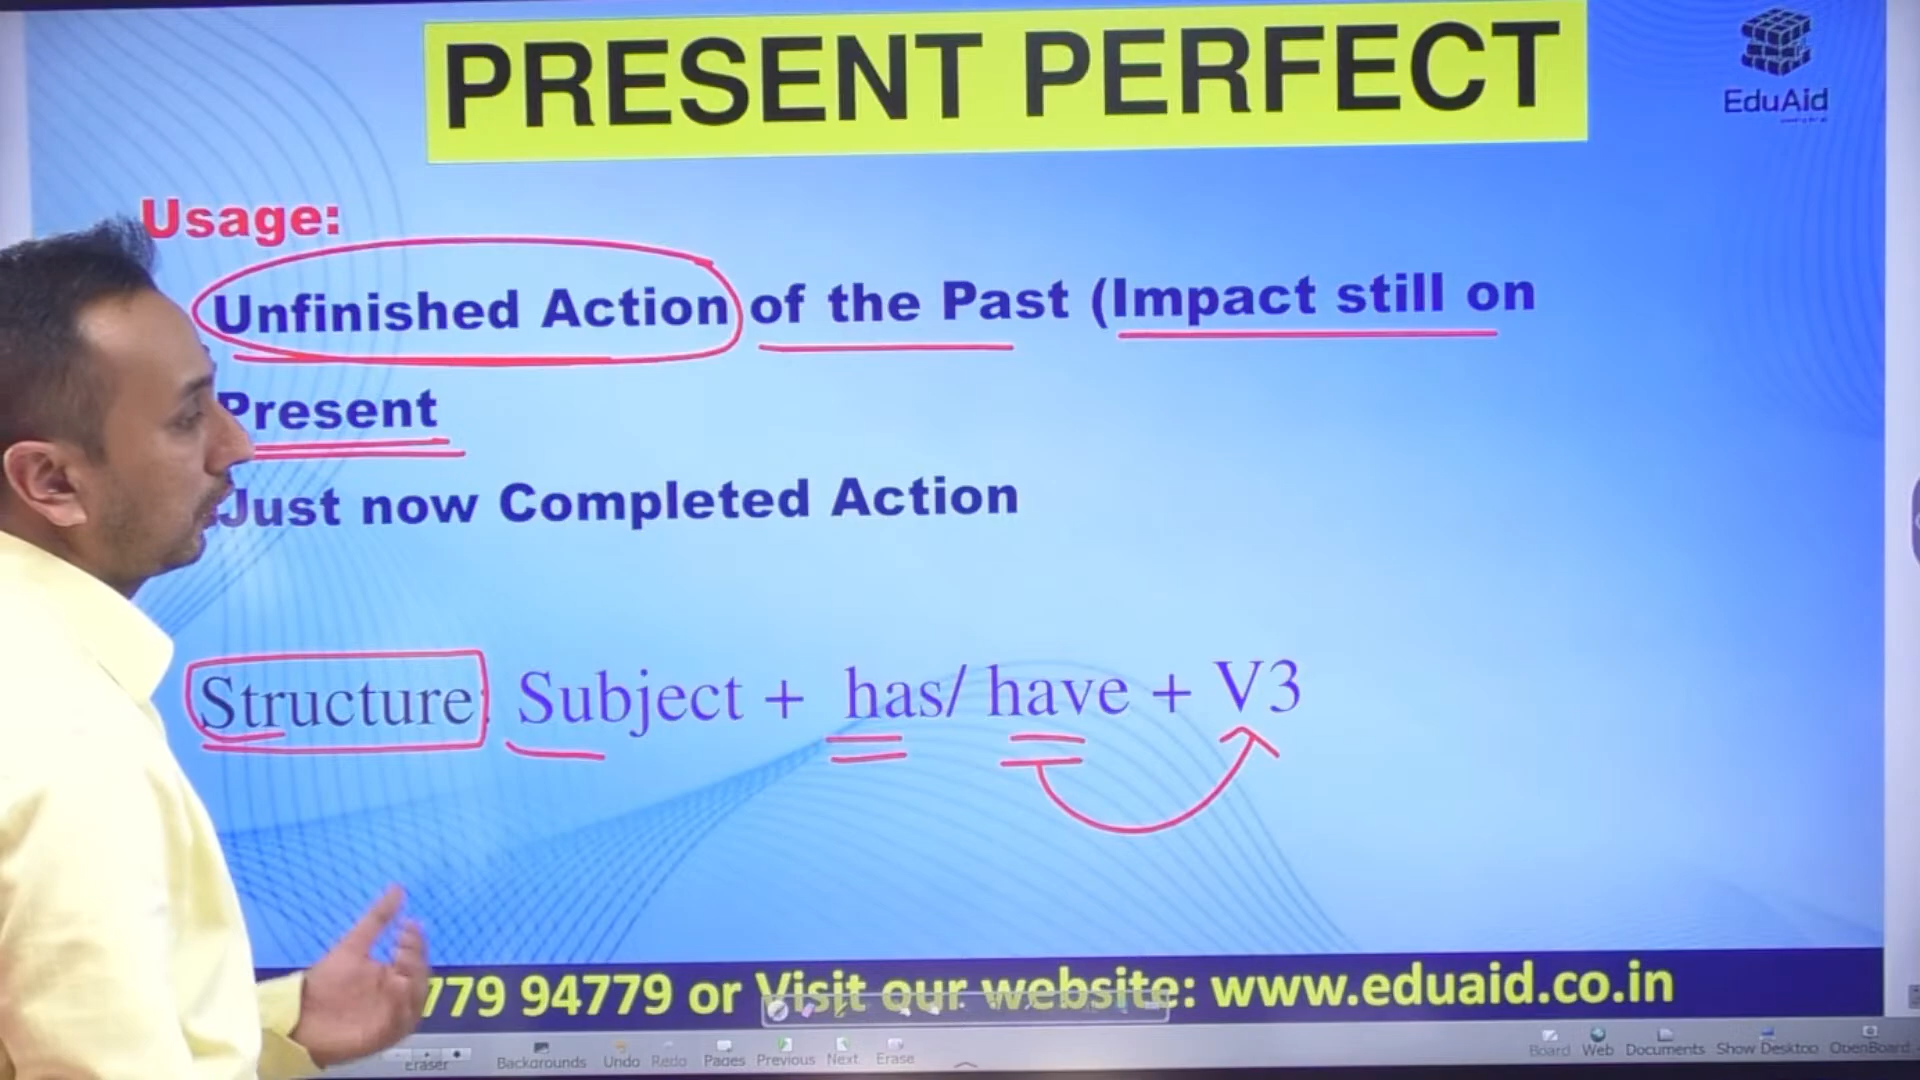 PRESENT PERFECT
EduAid
Usage:
Unfinished Action of the Past (Impact still on
Present
Just now Completed Action
Structure: Subject + has/ have + V3
779 94779 or Visit our website: www.eduaid.co.in
Eraser Backgrounds Undo Redo Pages Previous Next Erase Board Web Documents Show Desktop OpenBoard